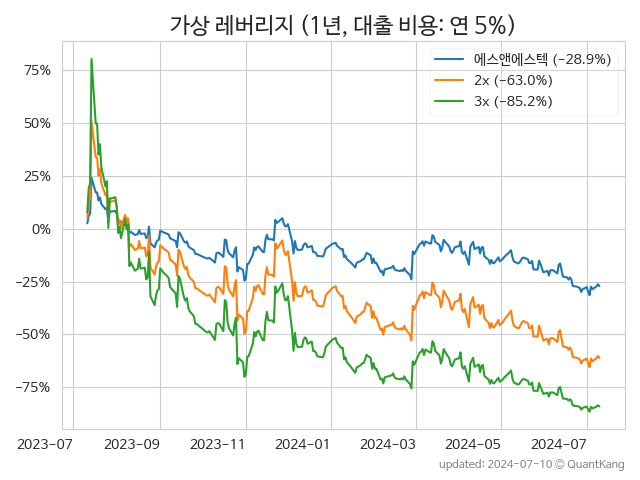 가상 레버리지 (1년, 대출 비용: 연 5%)
에스앤에스텍 (−28.9%)
2x (−63.0%)
3x (−85.2%)
75%
50%
25%
0%
−25%
−50%
−75%
2023-07 2023-09 2023-11 2024-01 2024-03 2024-05 2024-07
updated: 2024-07-10 © QuantKang